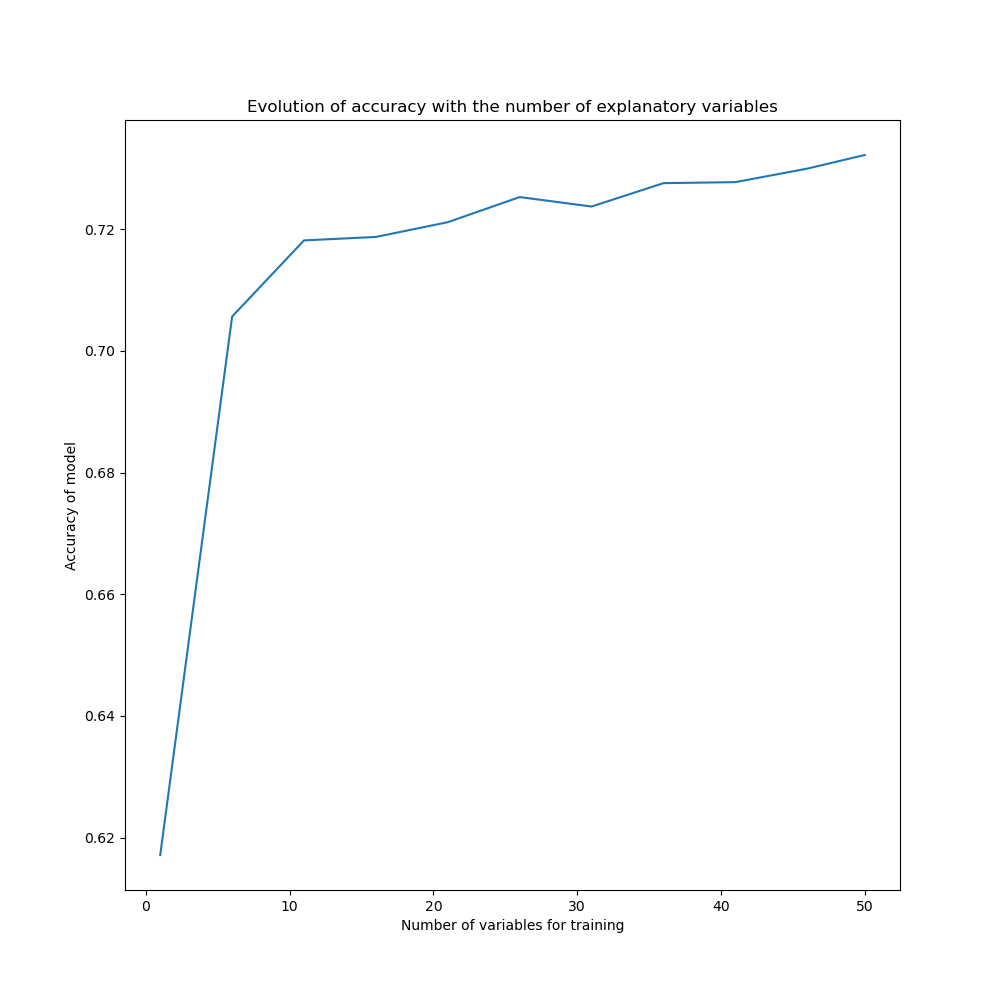 Evolution of accuracy with the number of explanatory variables
0.72
0.70
0.68
0.66
0.64
0.62
Accuracy of model
0 10 20 30 40 50
Number of variables for training